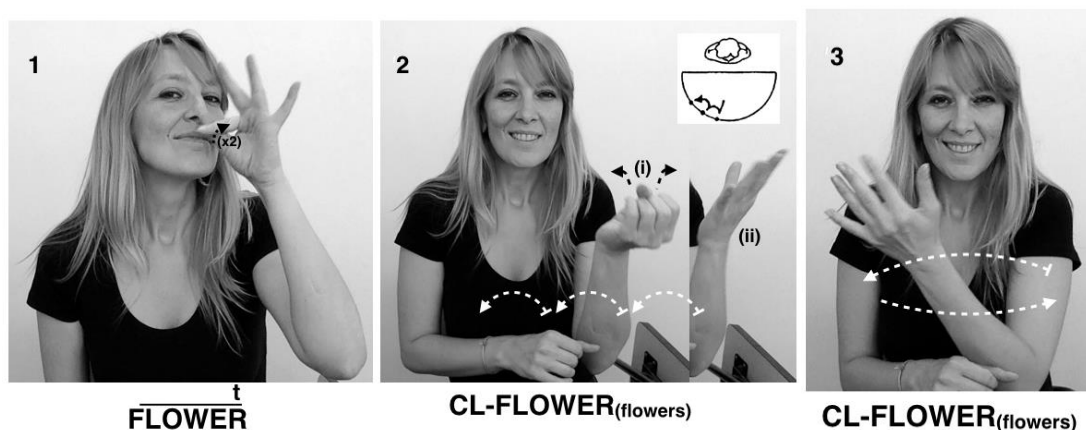 1
(x2)
t
FLOWER
2
(i)
(ii)
CL-FLOWER(flowers)
3
CL-FLOWER(flowers)